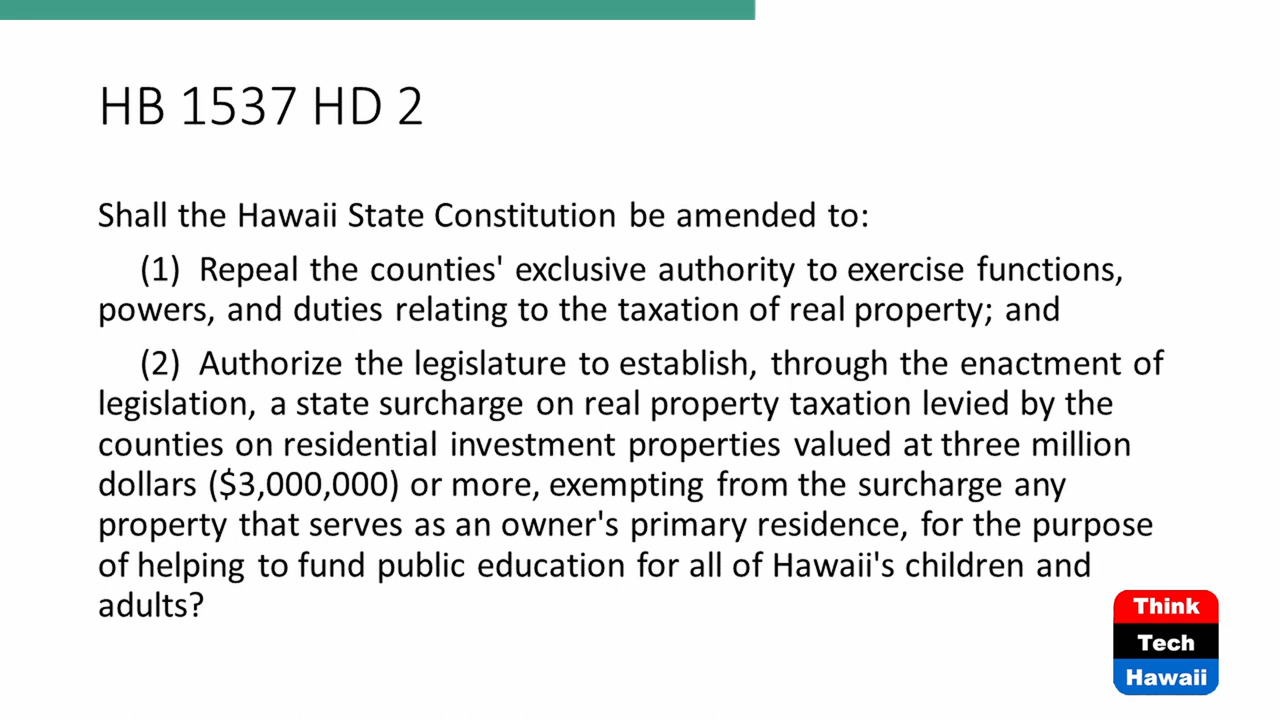 HB 1537 HD 2
Shall the Hawaii State Constitution be amended to:
(1) Repeal the counties' exclusive authority to exercise functions,
powers, and duties relating to the taxation of real property; and
(2) Authorize the legislature to establish, through the enactment of
legislation, a state surcharge on real property taxation levied by the
counties on residential investment properties valued at three million
dollars ($3,000,000) or more, exempting from the surcharge any
property that serves as an owner's primary residence, for the purpose
of helping to fund public education for all of Hawaii's children and
adults?
Think
Tech
Hawaii